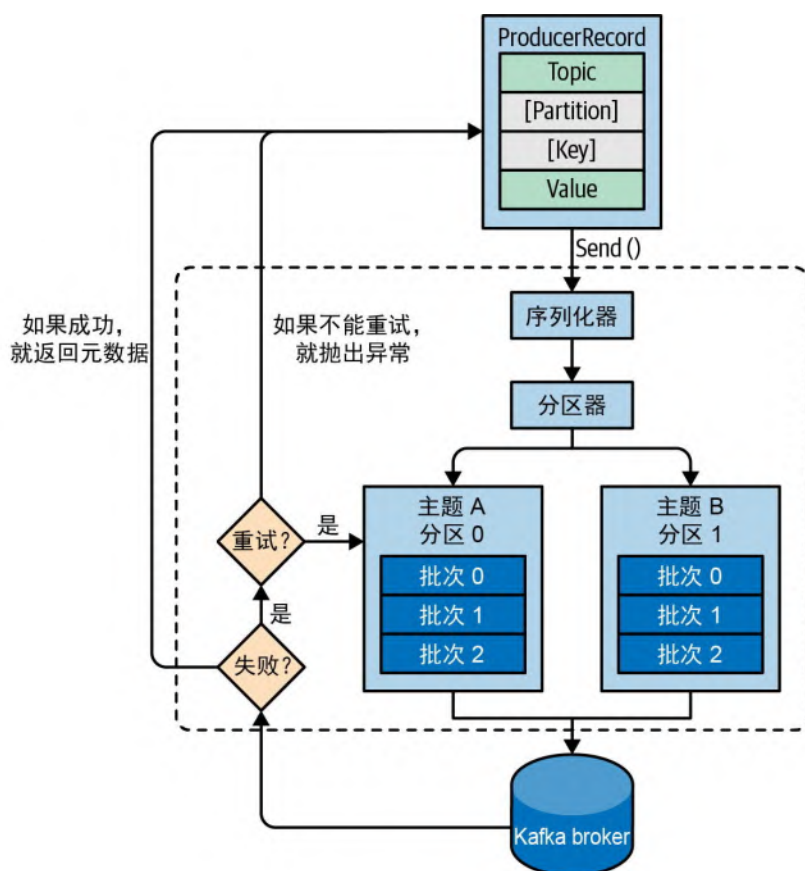 ProducerRecord
Topic
[Partition]
[Key]
Value
Send ()
如果成功，
就返回元数据
如果不能重试，
就抛出异常
序列化器
分区器
主题 A
分区 0
批次 0
批次 1
批次 2
主题 B
分区 1
批次 0
批次 1
批次 2
重试？
是
是
失败？
Kafka broker